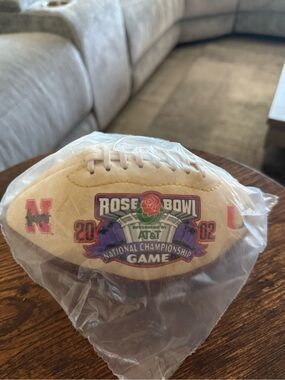 ROSE BOWL
presented by
AT&T
20 02
NATIONAL CHAMPIONSHIP
GAME
N